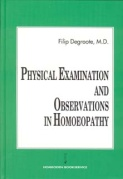 Filip Degroote, M.D.
PHYSICAL EXAMINATION
AND
OBSERVATIONS
IN HOMOEOPATHY